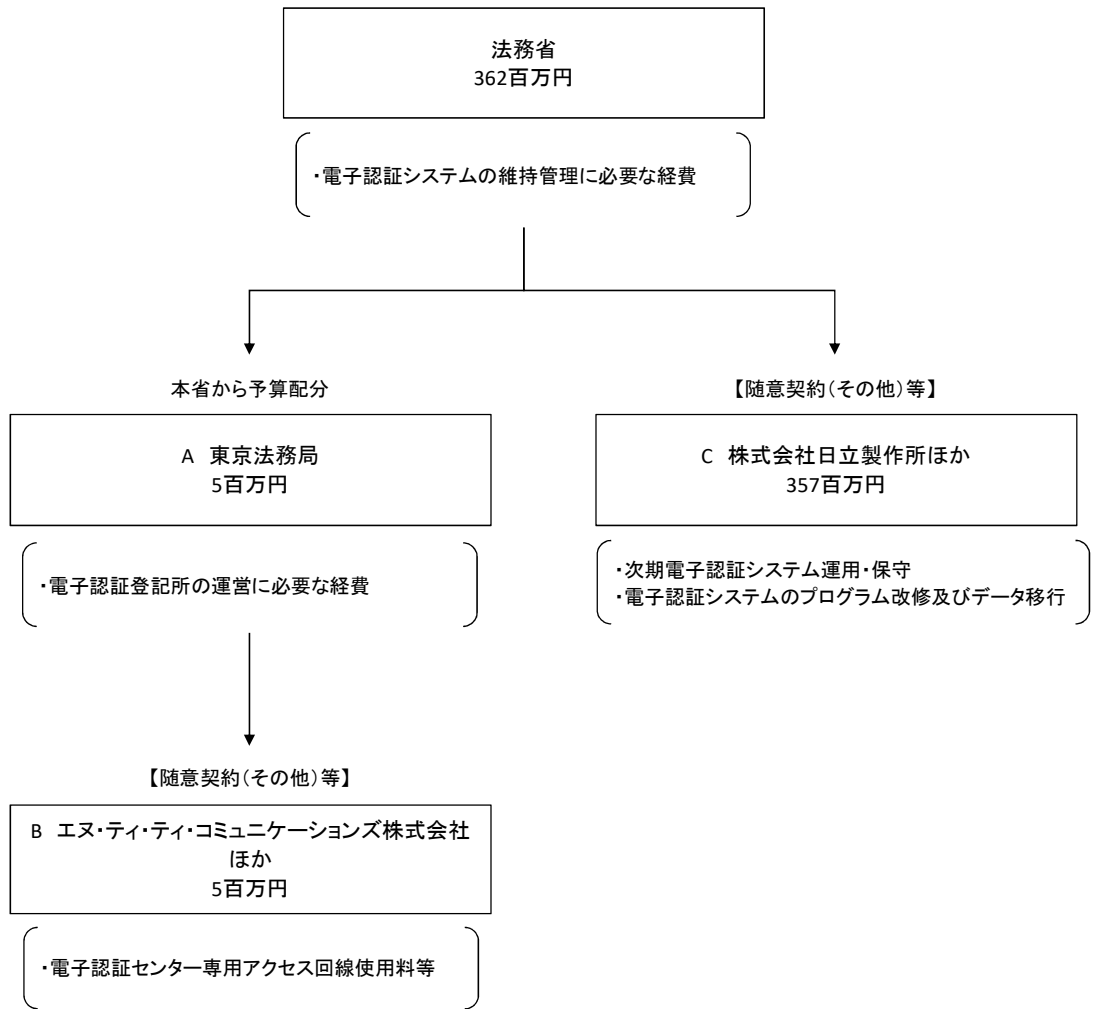 法務省
362百万円
・電子認証システムの維持管理に必要な経費
本省から予算配分
A 東京法務局
5百万円
・電子認証登記所の運営に必要な経費
【随意契約(その他)等】
B エヌ・ティ・ティ・コミュニケーションズ株式会社
ほか
5百万円
・電子認証センター専用アクセス回線使用料等
【随意契約(その他)等】
C 株式会社日立製作所ほか
357百万円
・次期電子認証システム運用・保守
・電子認証システムのプログラム改修及びデータ移行